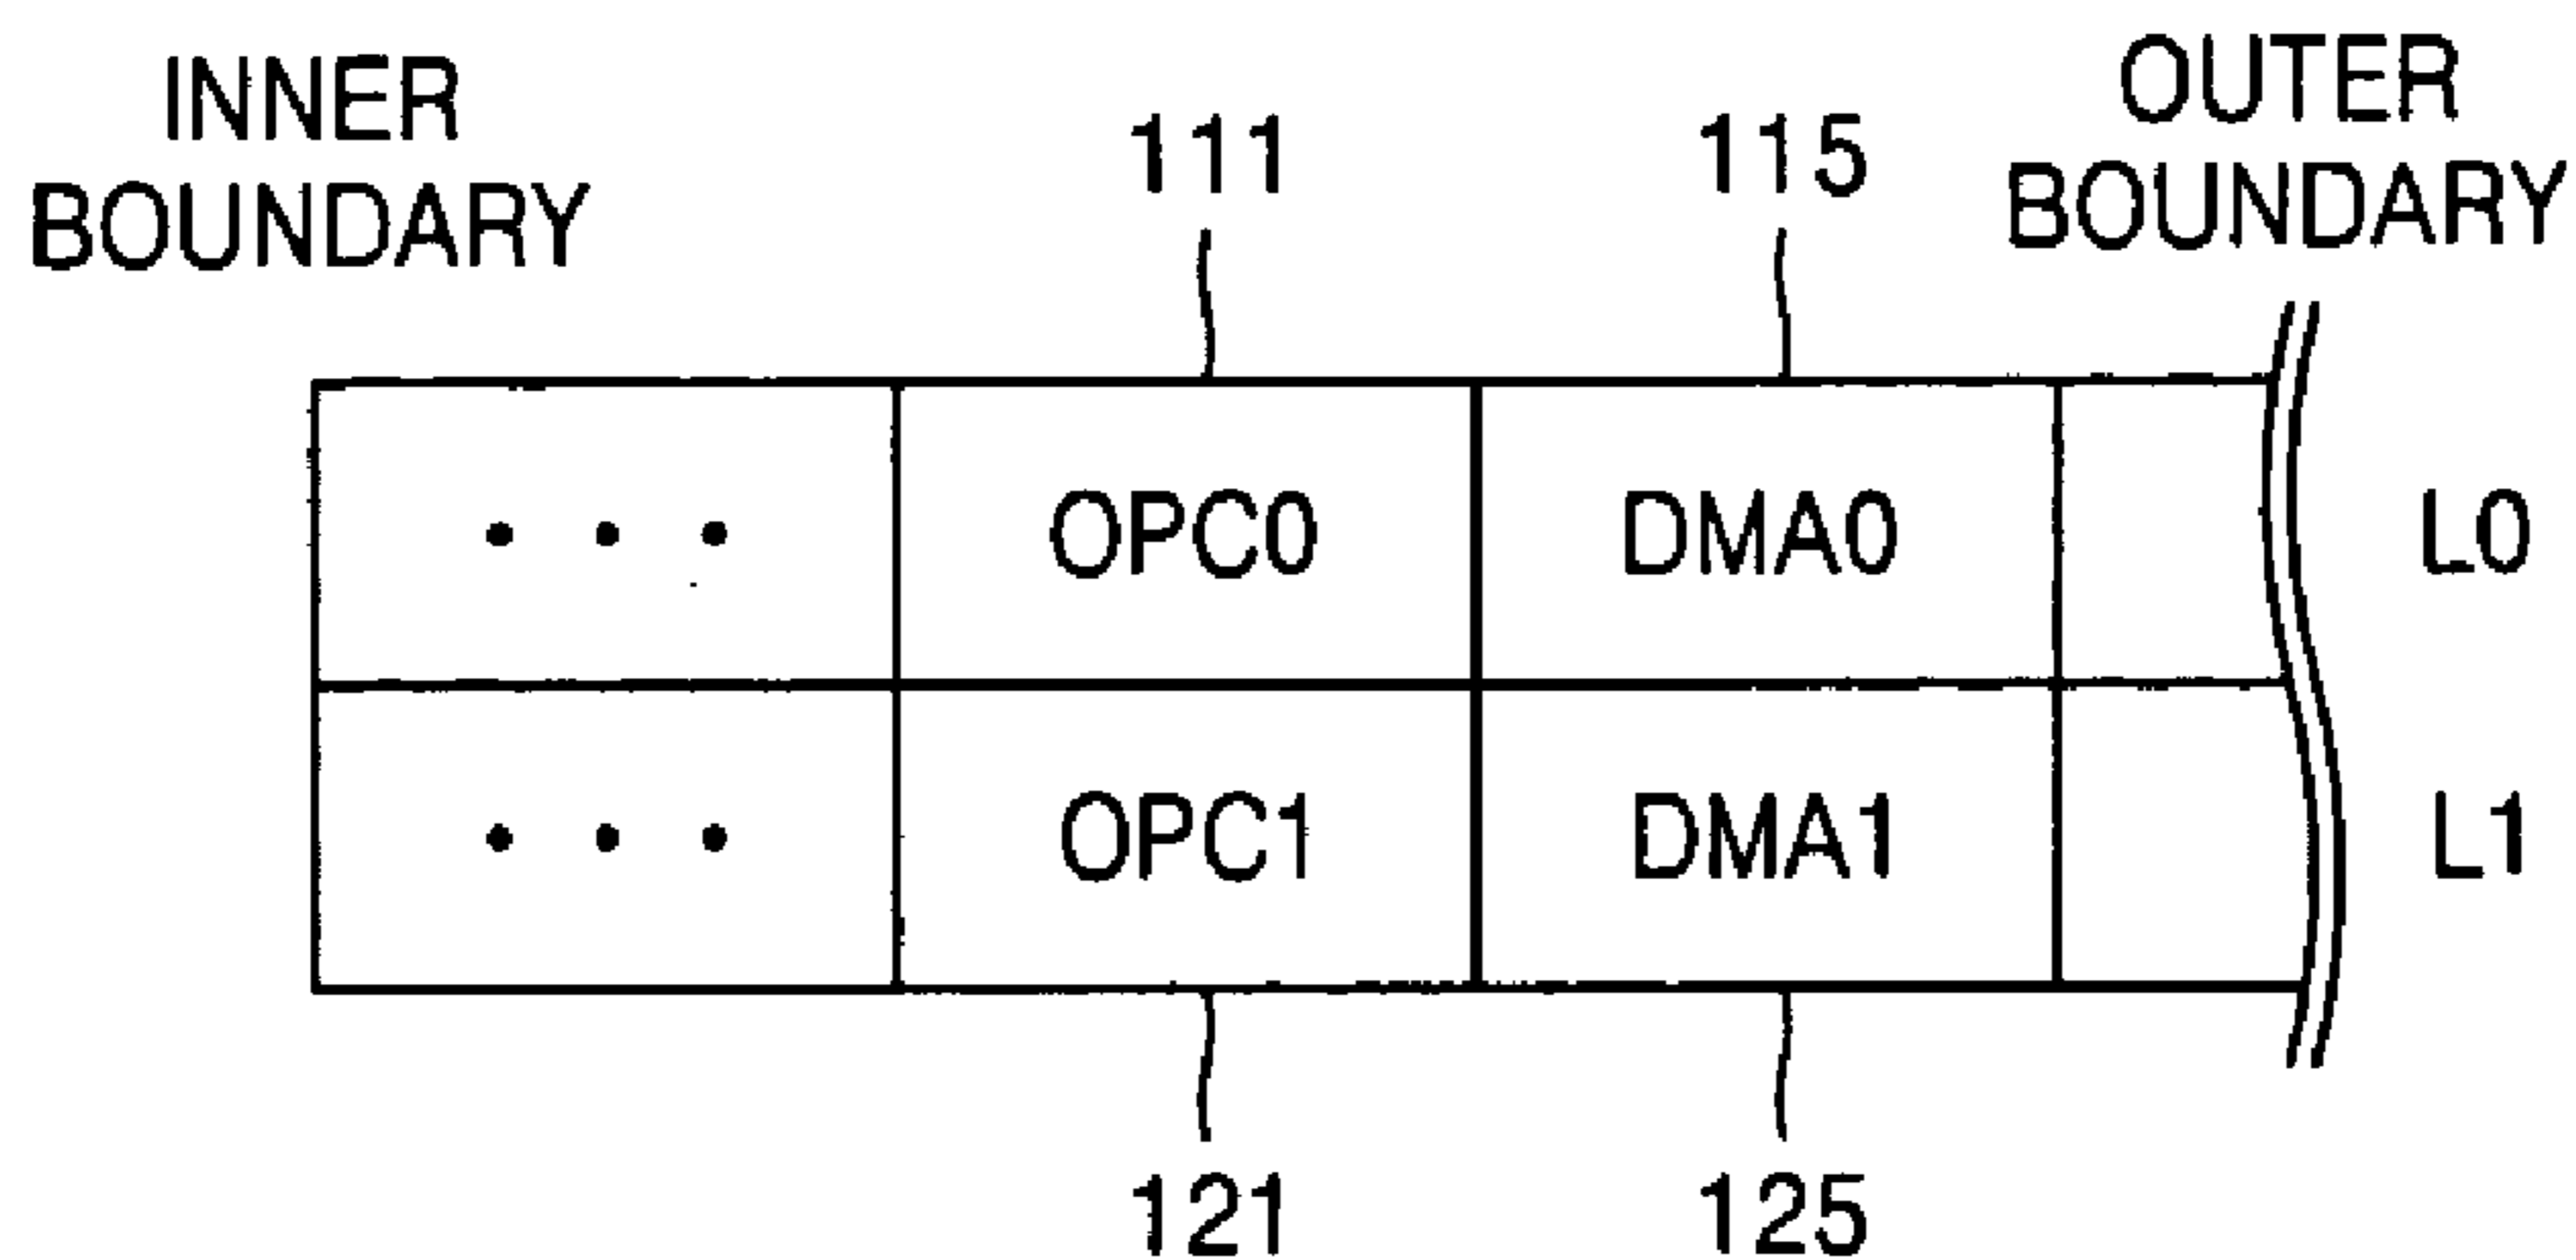 INNER
BOUNDARY
111
115
OUTER
BOUNDARY
• • •
OPC0
DMA0
L0
• • •
OPC1
DMA1
L1
121
125